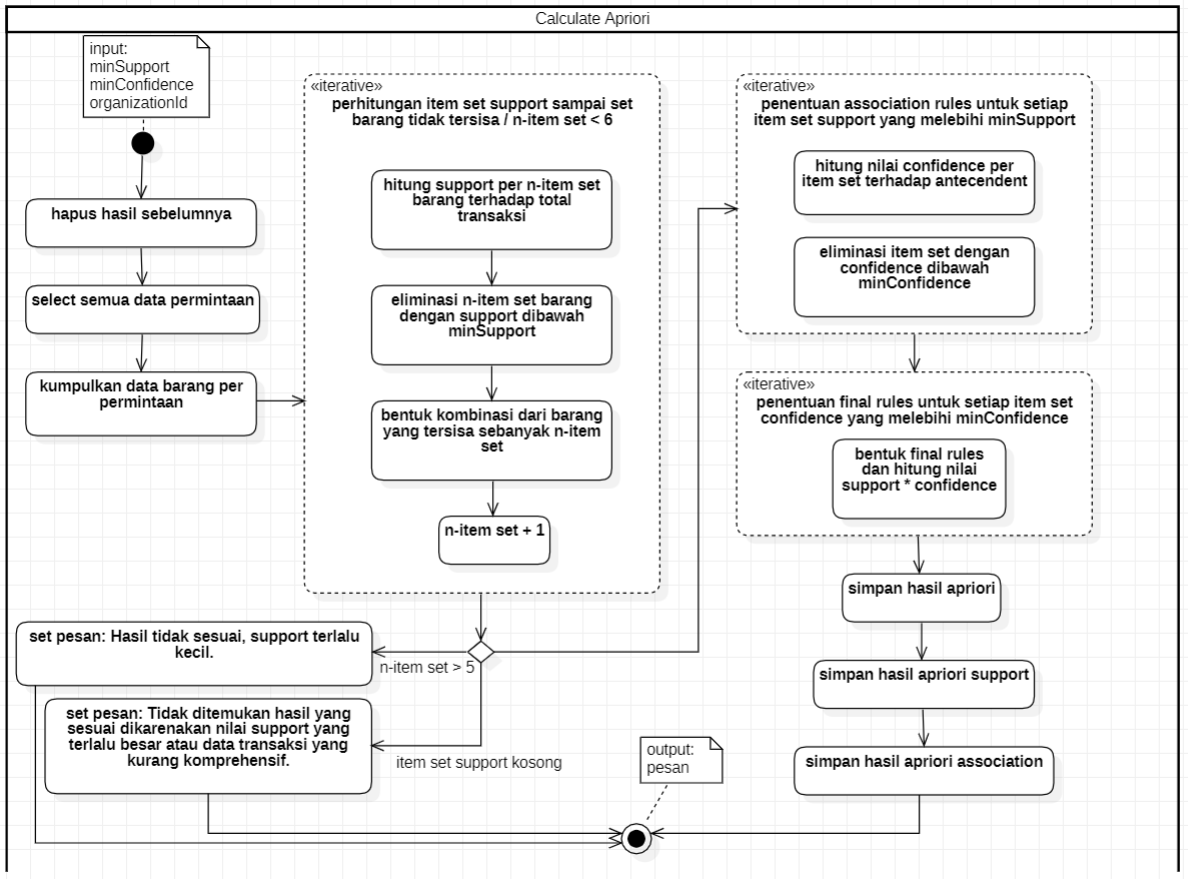 Calculate Apriori
input:
minSupport
minConfidence
organizationId
hapus hasil sebelumnya
select semua data permintaan
kumpulkan data barang per
permintaan
«iterative»
perhitungan item set support sampai set
barang tidak tersisa / n-item set < 6
hitung support per n-item set
barang terhadap total
transaksi
eliminasi n-item set barang
dengan support dibawah
minSupport
bentuk kombinasi dari barang
yang tersisa sebanyak n-item
set
n-item set + 1
n-item set > 5
set pesan: Hasil tidak sesuai, support terlalu
kecil.
item set support kosong
set pesan: Tidak ditemukan hasil yang
sesuai dikarenakan nilai support yang
terlalu besar atau data transaksi yang
kurang komprehensif.
«iterative»
penentuan association rules untuk setiap
item set support yang melebihi minSupport
hitung nilai confidence per
item set terhadap antecendent
eliminasi item set dengan
confidence dibawah
minConfidence
«iterative»
penentuan final rules untuk setiap item set
confidence yang melebihi minConfidence
bentuk final rules
dan hitung nilai
support * confidence
simpan hasil apriori
simpan hasil apriori support
simpan hasil apriori association
output:
pesan